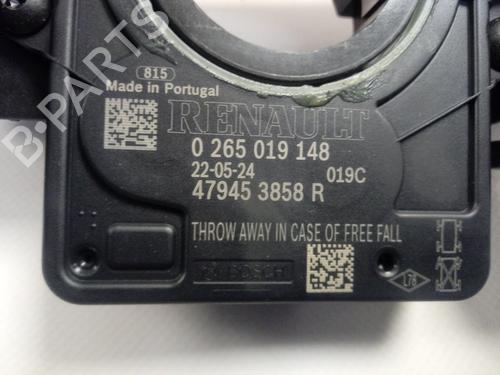 815
Made in Portugal
RENAULT
0 265 019 148
22-05-24 019C
47945 3858 R
THROW AWAY IN CASE OF FREE FALL
BOSCH
L78
B-PARTS